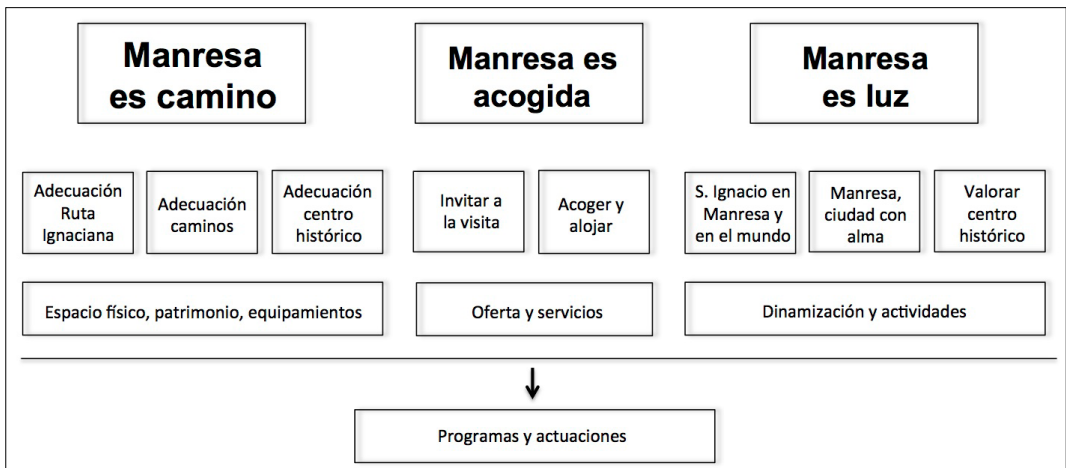 Manresa
es camino
Manresa es
acogida
Manresa
es luz
Adecuación
Ruta
Ignaciana
Adecuación
caminos
Adecuación
centro
histórico
Invitar a
la visita
Acoger y
alojar
S. Ignacio en
Manresa y
en el mundo
Manresa,
ciudad con
alma
Valorar
centro
histórico
Espacio físico, patrimonio, equipamientos
Oferta y servicios
Dinamización y actividades
Programas y actuaciones